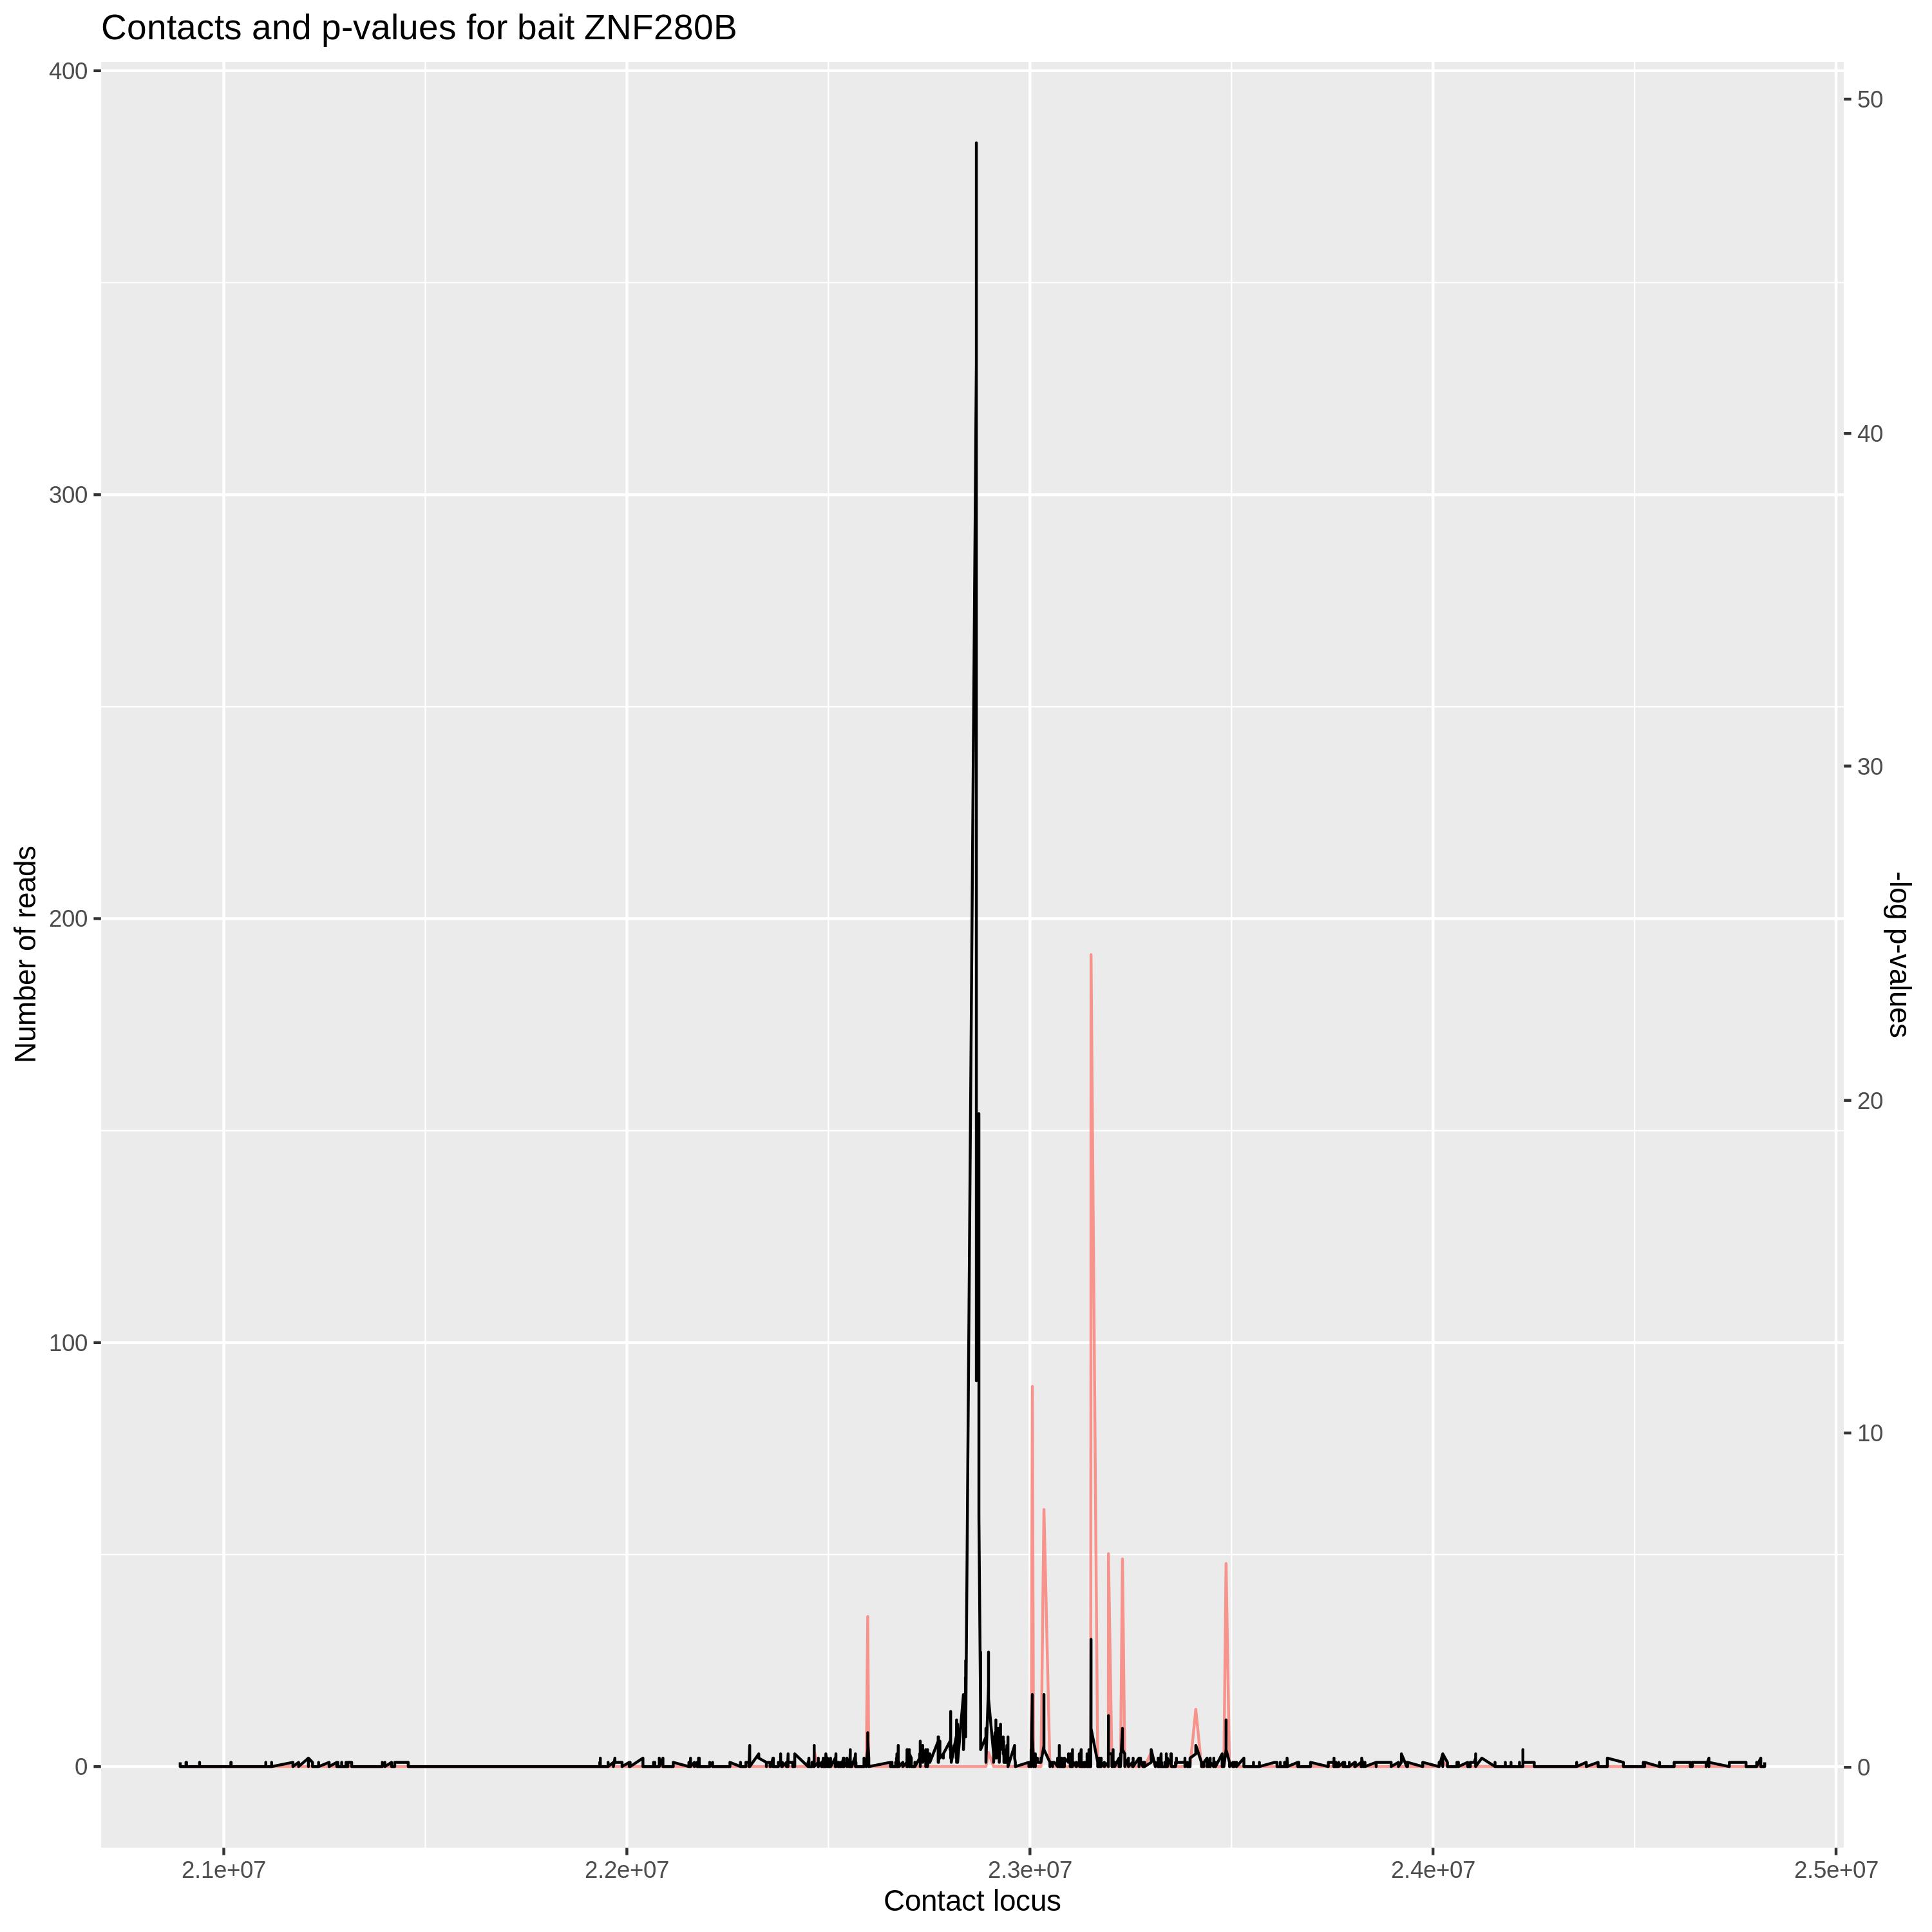 Contacts and p-values for bait ZNF280B
400
300
200
100
0
Number of reads
50
40
30
20
10
0
-log p-values
2.1e+07
2.2e+07
2.3e+07
2.4e+07
2.5e+07
Contact locus